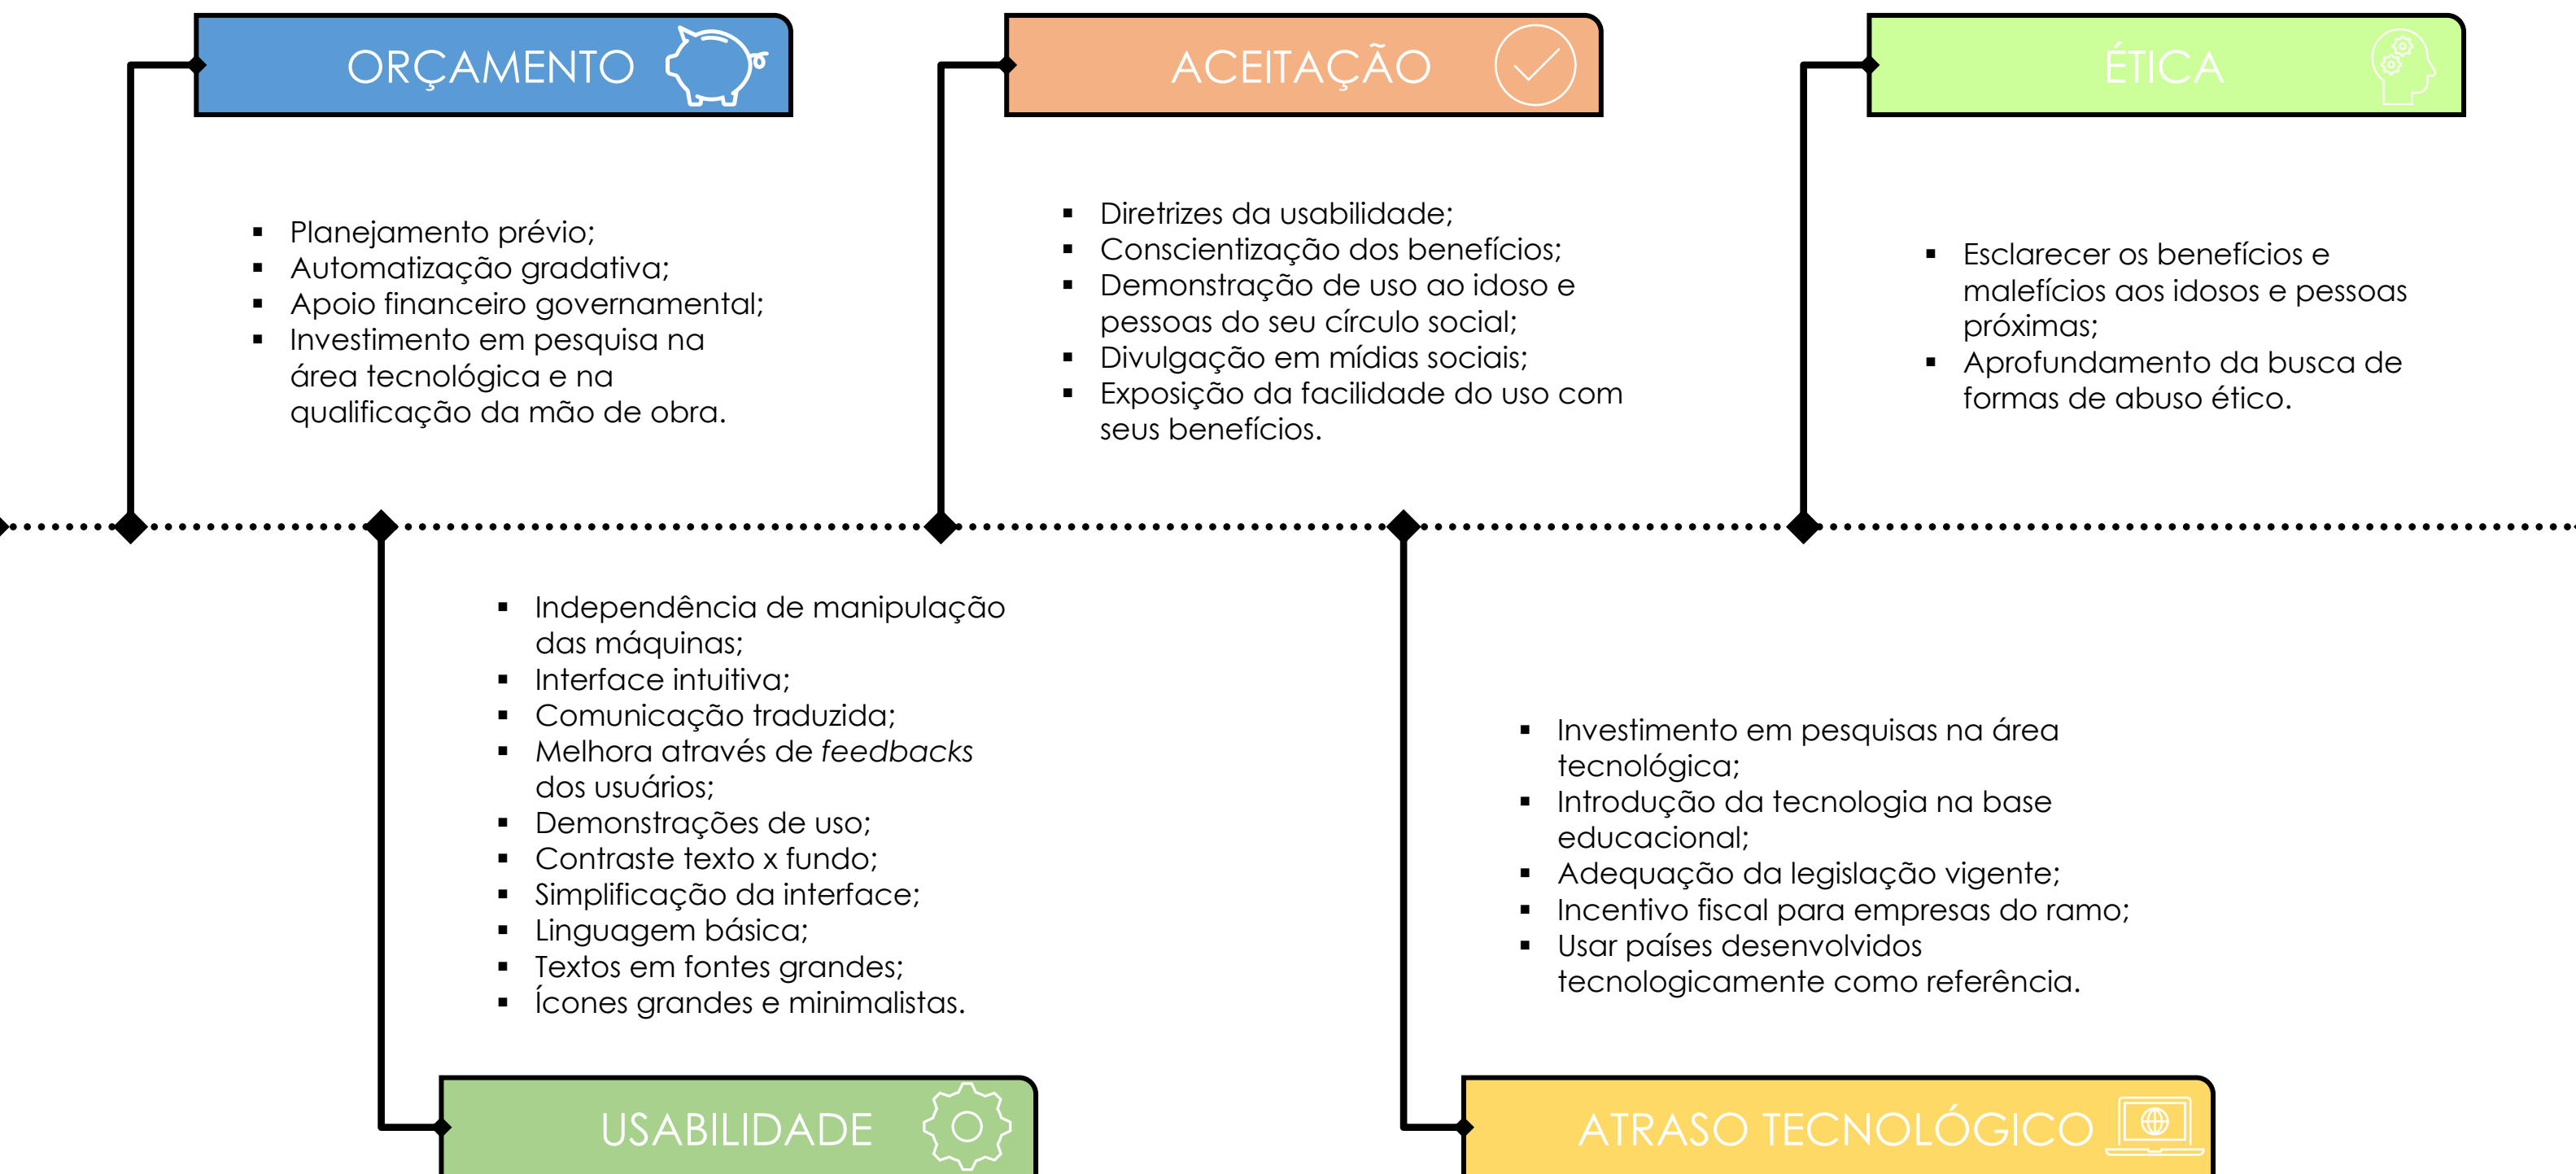 ORÇAMENTO
▪ Planejamento prévio;
▪ Automatização gradativa;
▪ Apoio financeiro governamental;
▪ Investimento em pesquisa na
área tecnológica e na
qualificação da mão de obra.
ACEITAÇÃO
▪ Diretrizes da usabilidade;
▪ Conscientização dos benefícios;
▪ Demonstração de uso ao idoso e
pessoas do seu círculo social;
▪ Divulgação em mídias sociais;
▪ Exposição da facilidade do uso com
seus benefícios.
ÉTICA
▪ Esclarecer os benefícios e
malefícios aos idosos e pessoas
próximas;
▪ Aprofundamento da busca de
formas de abuso ético.
▪ Independência de manipulação
das máquinas;
▪ Interface intuitiva;
▪ Comunicação traduzida;
▪ Melhora através de feedbacks
dos usuários;
▪ Demonstrações de uso;
▪ Contraste texto x fundo;
▪ Simplificação da interface;
▪ Linguagem básica;
▪ Textos em fontes grandes;
▪ Ícones grandes e minimalistas.
USABILIDADE
▪ Investimento em pesquisas na área
tecnológica;
▪ Introdução da tecnologia na base
educacional;
▪ Adequação da legislação vigente;
▪ Incentivo fiscal para empresas do ramo;
▪ Usar países desenvolvidos
tecnologicamente como referência.
ATRASO TECNOLÓGICO